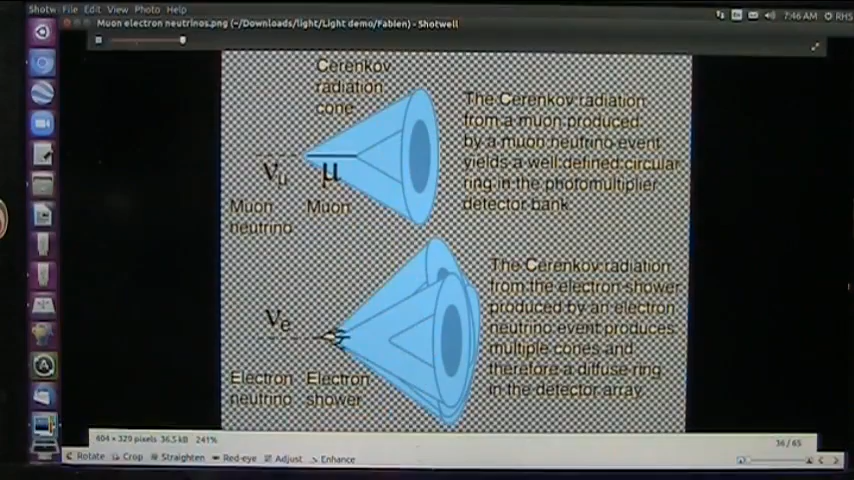 Shotw File Edit View Photo Help
7:46 AM RHS
Muon electron neutrinos.png (~/Downloads/light/Light demo/Fabien) - Shotwell
Cerenkov
radiation
cone
The Cerenkov radiation
from a muon produced
by a muon neutrino event
yields a well defined circular
ring in the photomultiplier
detector bank.
νμ μ
Muon
neutrino
Muon
The Cerenkov radiation
from the electron shower
produced by an electron
neutrino event produces
multiple cones and
therefore a diffuse ring
in the detector array.
νe
Electron
neutrino
Electron
shower
404 × 320 pixels 36.5 kB 241%
36 / 65
Rotate Crop Straighten Red-eye Adjust Enhance